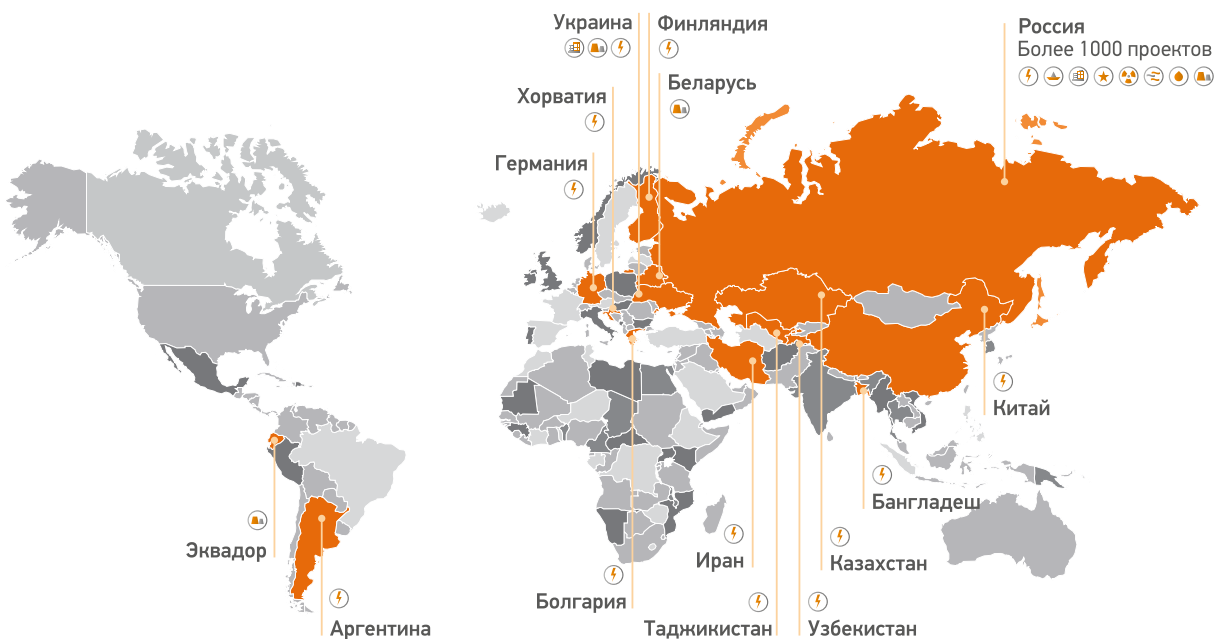 Украина
Финляндия
Россия
Более 1000 проектов
Беларусь
Хорватия
Германия
Китай
Бангладеш
Эквадор
Иран
Казахстан
Болгария
Аргентина
Таджикистан
Узбекистан